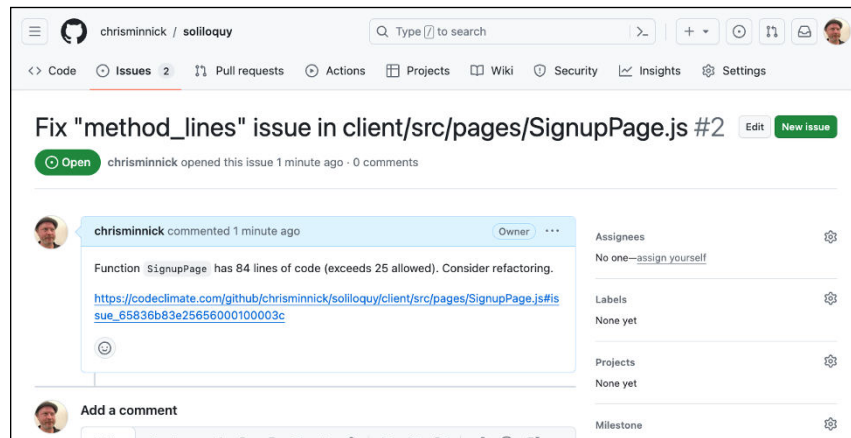 chrisminnick / soliloquy
Type / to search
Code
Issues 2
Pull requests
Actions
Projects
Wiki
Security
Insights
Settings
Fix "method_lines" issue in client/src/pages/SignupPage.js #2
Edit
New issue
Open
chrisminnick opened this issue 1 minute ago · 0 comments
chrisminnick commented 1 minute ago
Owner
Function SignupPage has 84 lines of code (exceeds 25 allowed). Consider refactoring.
https://codeclimate.com/github/chrisminnick/soliloquy/client/src/pages/SignupPage.js#is
sue_65836b83e25656000100003c
Assignees
No one—assign yourself
Labels
None yet
Projects
None yet
Milestone
Add a comment